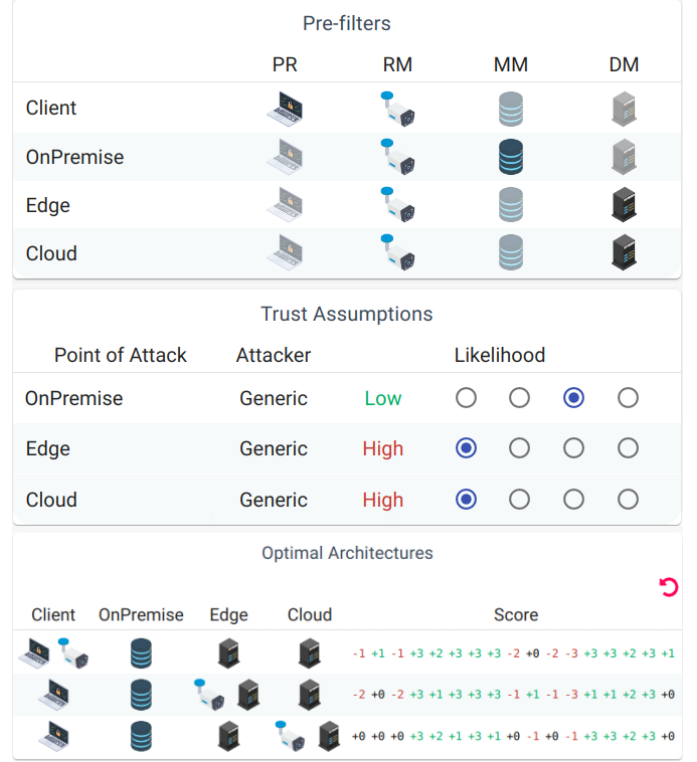 Pre-filters
PR RM MM DM
Client
OnPremise
Edge
Cloud
Trust Assumptions
Point of Attack Attacker Likelihood
OnPremise Generic Low
Edge Generic High
Cloud Generic High
Optimal Architectures
Client OnPremise Edge Cloud Score
-1 +1 -1 +3 +2 +3 +3 +3 -2 +0 -2 -3 +3 +3 +2 +3 +1
-2 +0 -2 +3 +1 +3 +3 +3 -1 +1 -1 -3 +1 +1 +2 +3 +0
+0 +0 +0 +3 +2 +1 +3 +1 +0 -1 +0 -1 +3 +3 +2 +3 +0